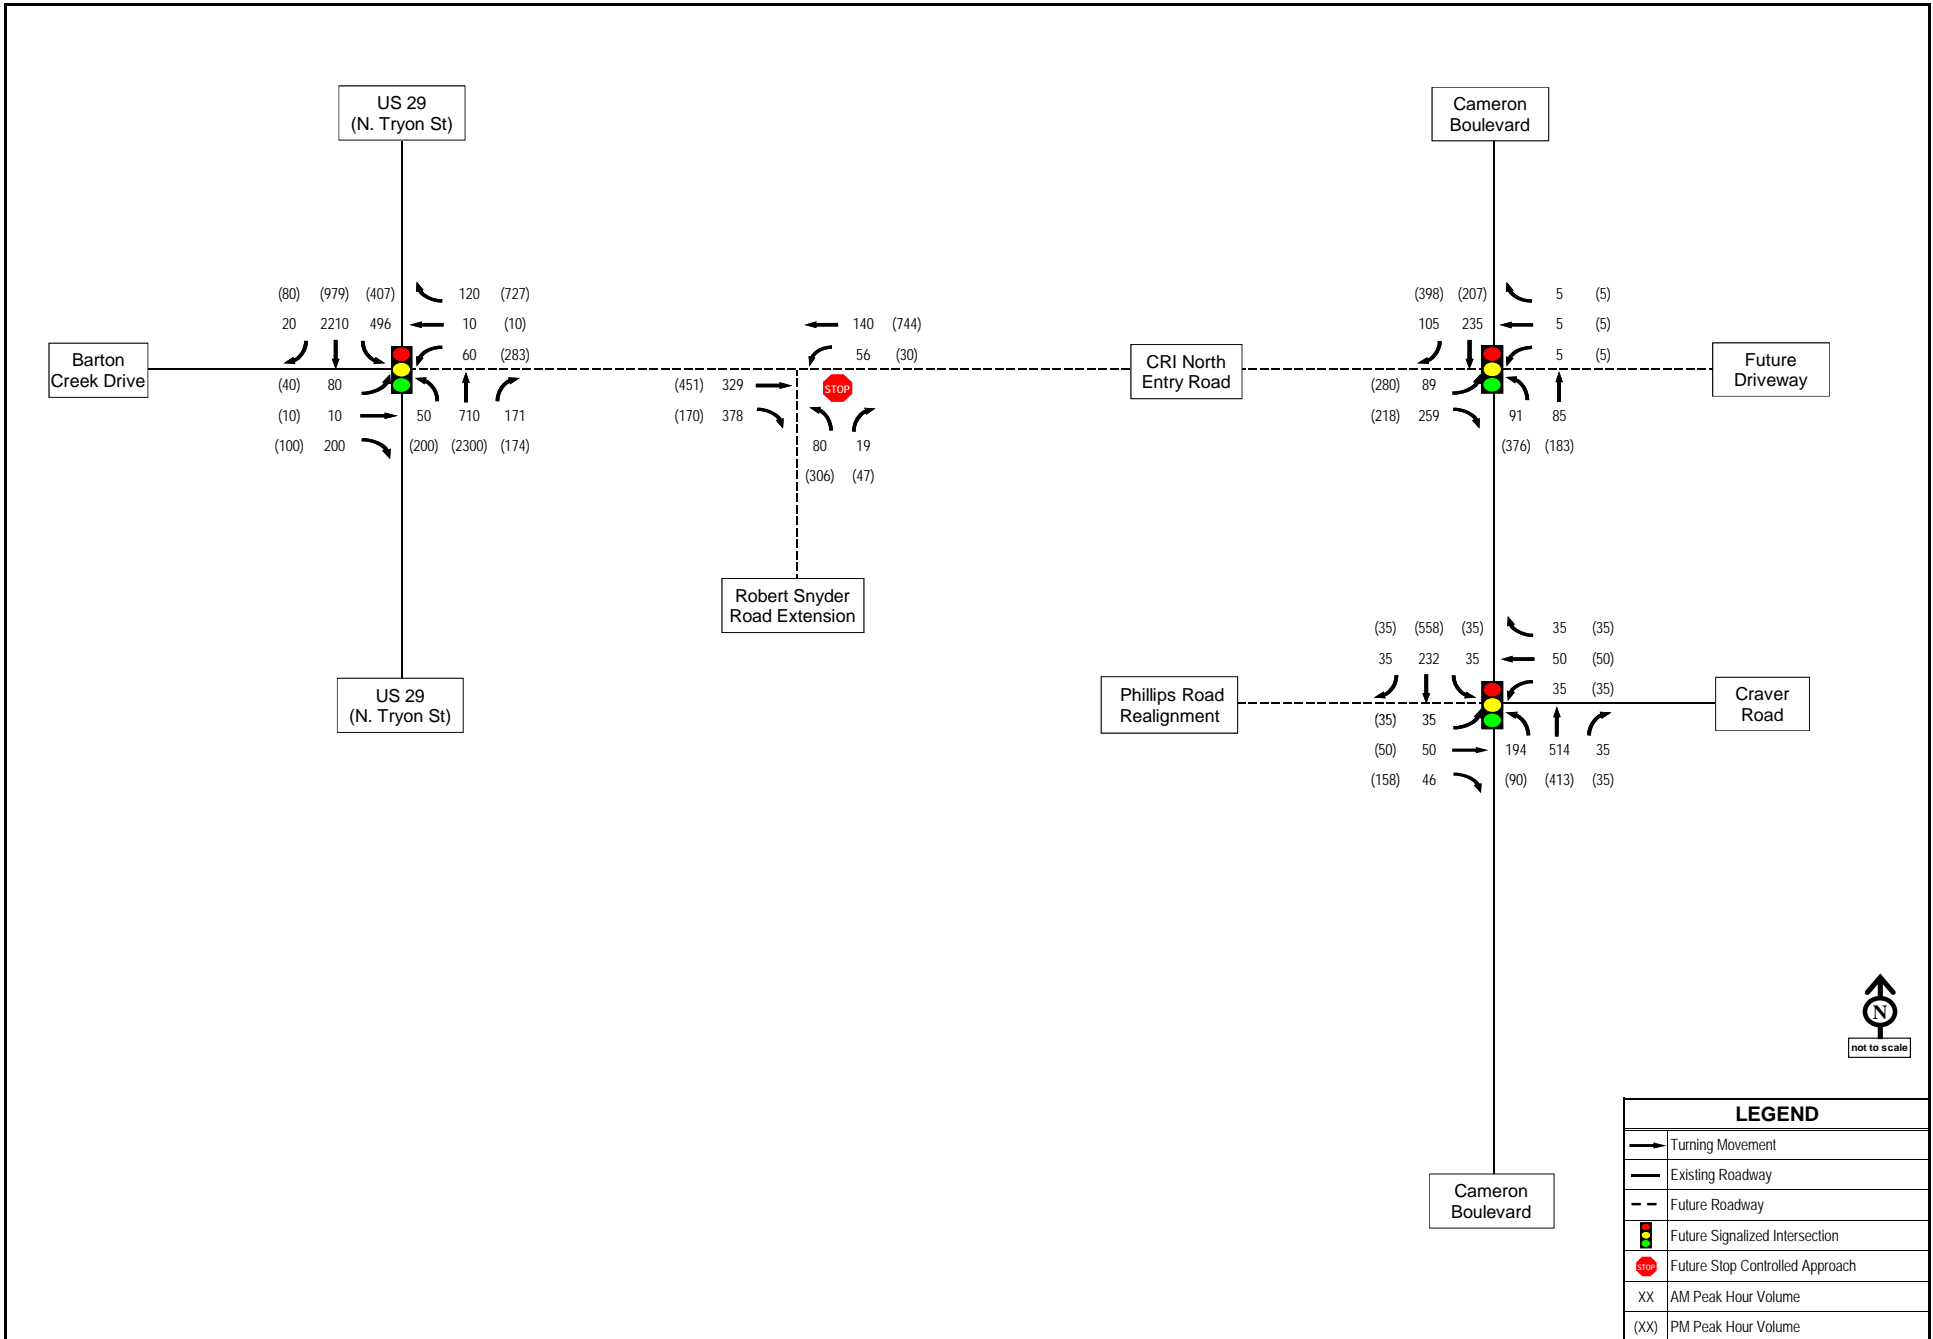 US 29
(N. Tryon St)
Cameron
Boulevard
(80) (979) (407) 120 (727)
20 2210 496 10 (10)
60 (283)
Barton
Creek Drive
(40) 80
(10) 10 50 710 171
(100) 200 (200) (2300) (174)
140 (744)
56 (30)
(451) 329
(170) 378
STOP
80 19
(306) (47)
CRI North
Entry Road
(398) (207) 5 (5)
105 235 5 (5)
5 (5)
Future
Driveway
(280) 89
(218) 259 91 85
(376) (183)
Robert Snyder
Road Extension
US 29
(N. Tryon St)
(35) (558) (35) 35 (35)
35 232 35 50 (50)
35 (35)
Phillips Road
Realignment
Craver
Road
(35) 35
(50) 50 194 514 35
(158) 46 (90) (413) (35)
N
not to scale
Cameron
Boulevard
LEGEND
Turning Movement
Existing Roadway
Future Roadway
Future Signalized Intersection
STOP Future Stop Controlled Approach
XX AM Peak Hour Volume
(XX) PM Peak Hour Volume